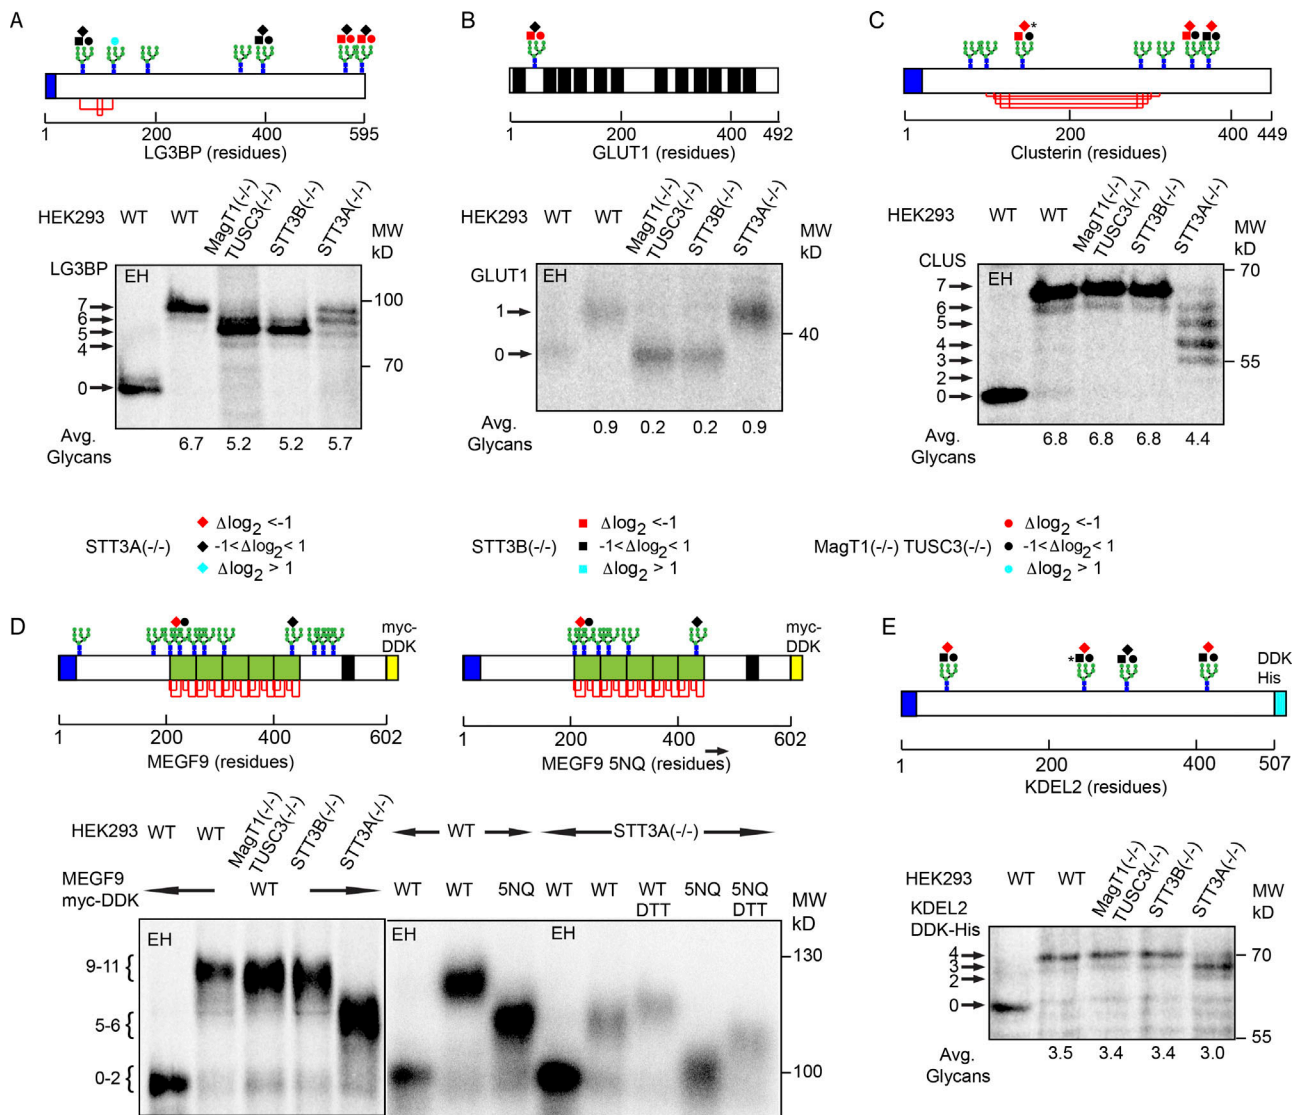 A
1 200 400 595
LG3BP (residues)
HEK293 WT WT MagT1(-/-) TUSC3(-/-) STT3B(-/-) STT3A(-/-) MW kD
LG3BP
EH
7
6
5
4
0
100
70
Avg. Glycans 6.7 5.2 5.2 5.7
B
1 200 400 492
GLUT1 (residues)
HEK293 WT WT MagT1(-/-) TUSC3(-/-) STT3B(-/-) STT3A(-/-) MW kD
GLUT1
EH
1
0
40
Avg. Glycans 0.9 0.2 0.2 0.9
C
*
1 200 400 449
Clusterin (residues)
HEK293 WT WT MagT1(-/-) TUSC3(-/-) STT3B(-/-) STT3A(-/-) MW kD
CLUS
EH
7
6
5
4
3
2
0
70
55
Avg. Glycans 6.8 6.8 6.8 4.4
STT3A(-/-)
Δlog2 <-1
-1<Δlog2< 1
Δlog2 > 1
STT3B(-/-)
Δlog2 <-1
-1<Δlog2< 1
Δlog2 > 1
MagT1(-/-) TUSC3(-/-)
Δlog2 <-1
-1<Δlog2< 1
Δlog2 > 1
D
myc-
DDK
1 200 400 602
MEGF9 (residues)
myc-
DDK
200 400 602
1
MEGF9 5NQ (residues)
HEK293 WT WT MagT1(-/-) TUSC3(-/-) STT3B(-/-) STT3A(-/-) WT STT3A(-/-)
MEGF9
myc-DDK
WT
WT WT 5NQ WT WT WT DTT 5NQ 5NQ DTT
MW
kD
EH EH EH
9-11
5-6
0-2
130
100
E
*
DDK
His
1 200 400 507
KDEL2 (residues)
HEK293 WT WT MagT1(-/-) TUSC3(-/-) STT3B(-/-) STT3A(-/-) MW kD
KDEL2
DDK-His
EH
4
3
2
0
70
55
Avg. Glycans 3.5 3.4 3.4 3.0